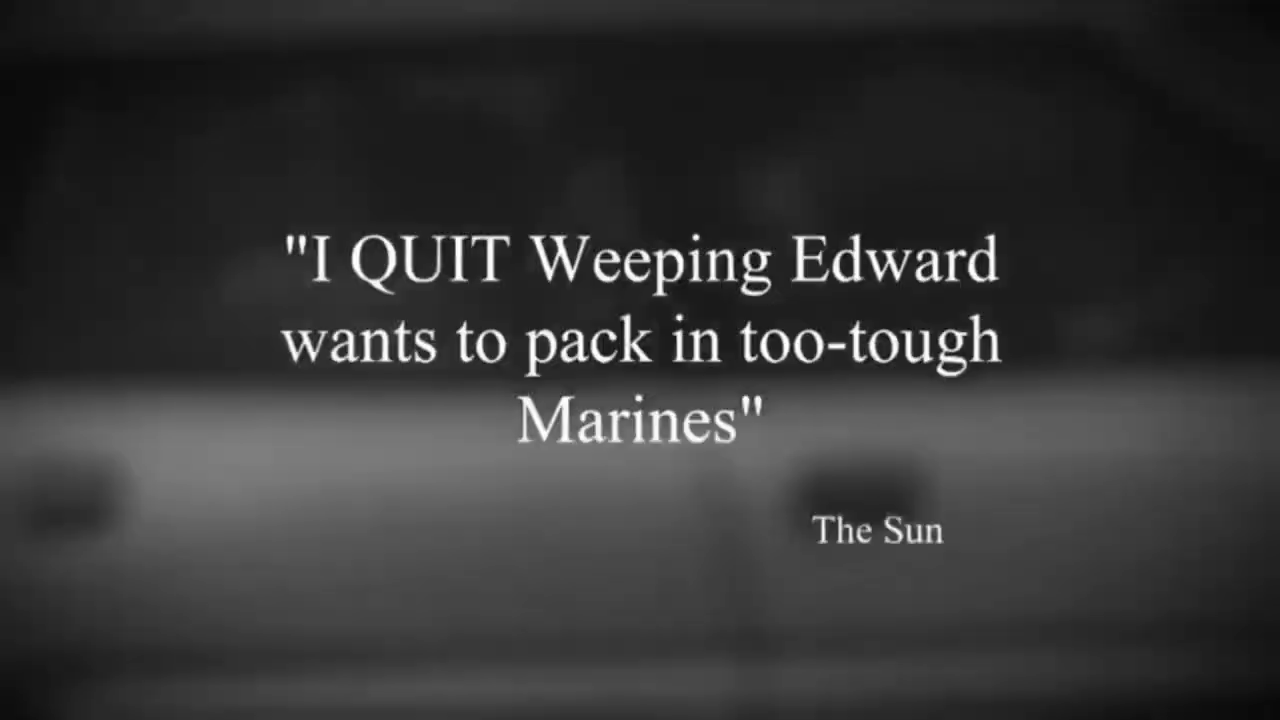 "I QUIT Weeping Edward
wants to pack in too-tough
Marines"
The Sun